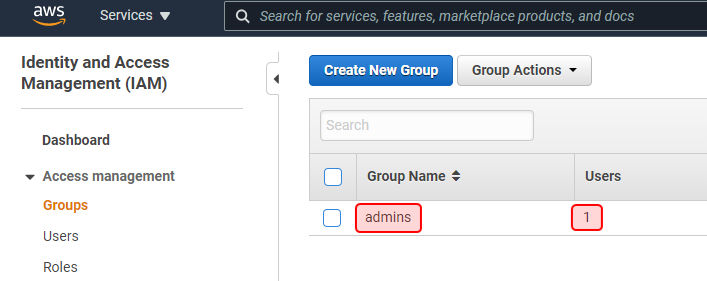 aws Services Search for services, features, marketplace products, and docs
Identity and Access
Management (IAM)
Dashboard
Access management
Groups
Users
Roles
Create New Group Group Actions
Search
Group Name Users
admins 1